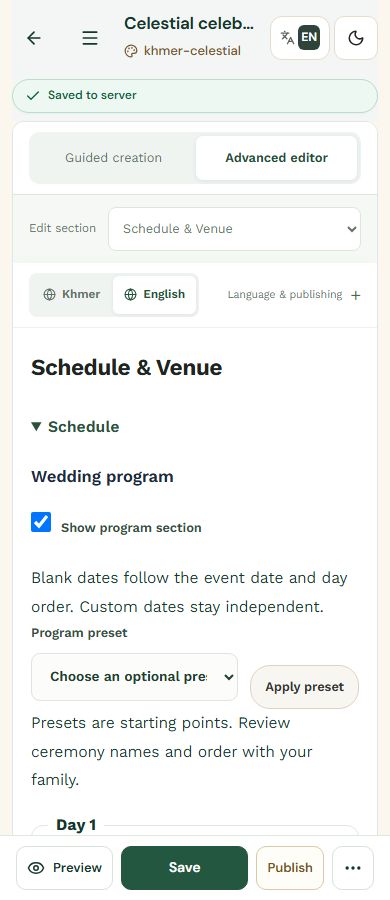 Celestial celeb...
khmer-celestial
EN
Saved to server
Guided creation
Advanced editor
Edit section
Schedule & Venue
Khmer
English
Language & publishing +
Schedule & Venue
Schedule
Wedding program
Show program section
Blank dates follow the event date and day
order. Custom dates stay independent.
Program preset
Choose an optional pre
Apply preset
Presets are starting points. Review
ceremony names and order with your
family.
Day 1
Preview
Save
Publish